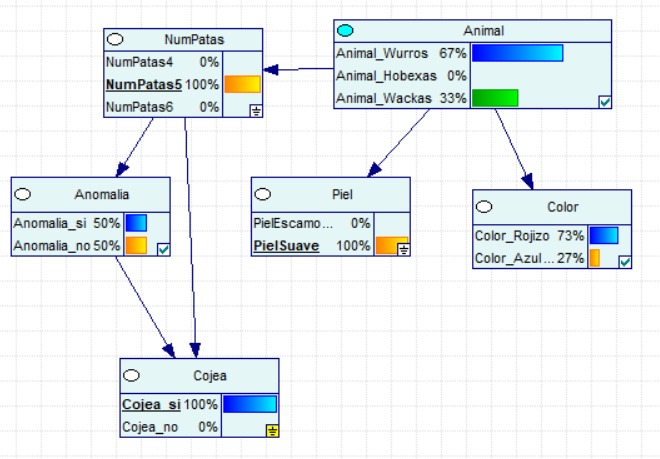 NumPatas
NumPatas4 0%
NumPatas5 100%
NumPatas6 0%
Animal
Animal_Wurros 67%
Animal_Hobexas 0%
Animal_Wackas 33%
Anomalia
Anomalia_si 50%
Anomalia_no 50%
Piel
PielEscamo... 0%
PielSuave 100%
Color
Color_Rojizo 73%
Color_Azul... 27%
Cojea
Cojea_si 100%
Cojea_no 0%